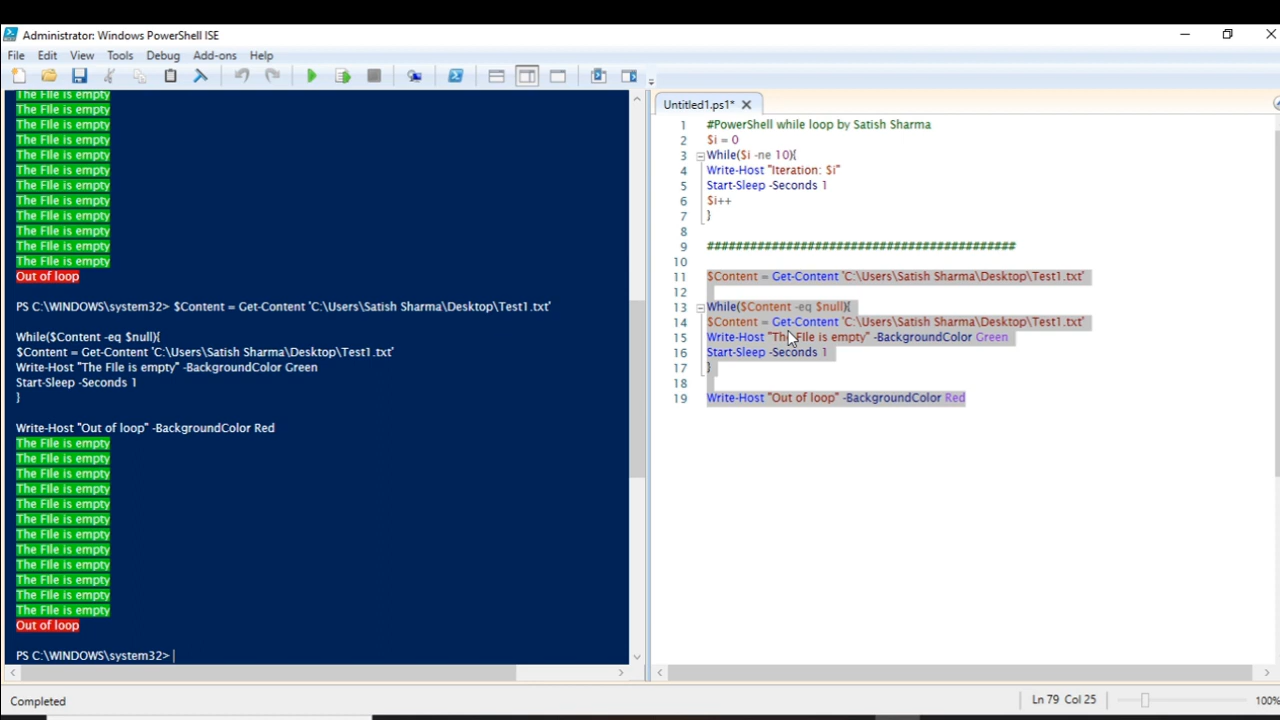 Administrator: Windows PowerShell ISE
File Edit View Tools Debug Add-ons Help
The FIle is empty
The FIle is empty
The FIle is empty
The FIle is empty
The FIle is empty
The FIle is empty
The FIle is empty
The FIle is empty
The FIle is empty
The FIle is empty
The FIle is empty
The FIle is empty
Out of loop
PS C:\WINDOWS\system32> $Content = Get-Content 'C:\Users\Satish Sharma\Desktop\Test1.txt'
While($Content -eq $null){
$Content = Get-Content 'C:\Users\Satish Sharma\Desktop\Test1.txt'
Write-Host "The FIle is empty" -BackgroundColor Green
Start-Sleep -Seconds 1
}
Write-Host "Out of loop" -BackgroundColor Red
The FIle is empty
The FIle is empty
The FIle is empty
The FIle is empty
The FIle is empty
The FIle is empty
The FIle is empty
The FIle is empty
The FIle is empty
The FIle is empty
The FIle is empty
The FIle is empty
Out of loop
PS C:\WINDOWS\system32>
Untitled1.ps1*
1 #PowerShell while loop by Satish Sharma
2 $i = 0
3 While($i -ne 10){
4 Write-Host "Iteration: $i"
5 Start-Sleep -Seconds 1
6 $i++
7 }
8
9 ###########################################
10
11 $Content = Get-Content 'C:\Users\Satish Sharma\Desktop\Test1.txt'
12
13 While($Content -eq $null){
14 $Content = Get-Content 'C:\Users\Satish Sharma\Desktop\Test1.txt'
15 Write-Host "The FIle is empty" -BackgroundColor Green
16 Start-Sleep -Seconds 1
17 }
18
19 Write-Host "Out of loop" -BackgroundColor Red
Completed
Ln 79 Col 25
100%